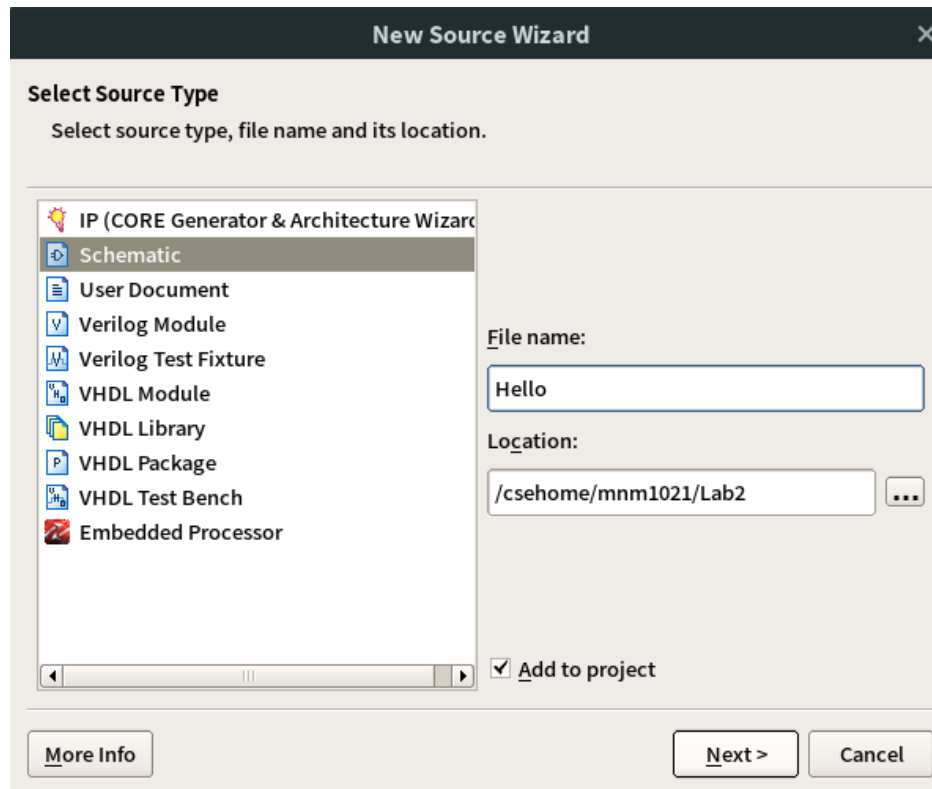 New Source Wizard
Select Source Type
Select source type, file name and its location.
IP (CORE Generator & Architecture Wizard
Schematic
User Document
Verilog Module
Verilog Test Fixture
VHDL Module
VHDL Library
VHDL Package
VHDL Test Bench
Embedded Processor
File name:
Hello
Location:
/csehome/mnm1021/Lab2
...
Add to project
More Info
Next >
Cancel